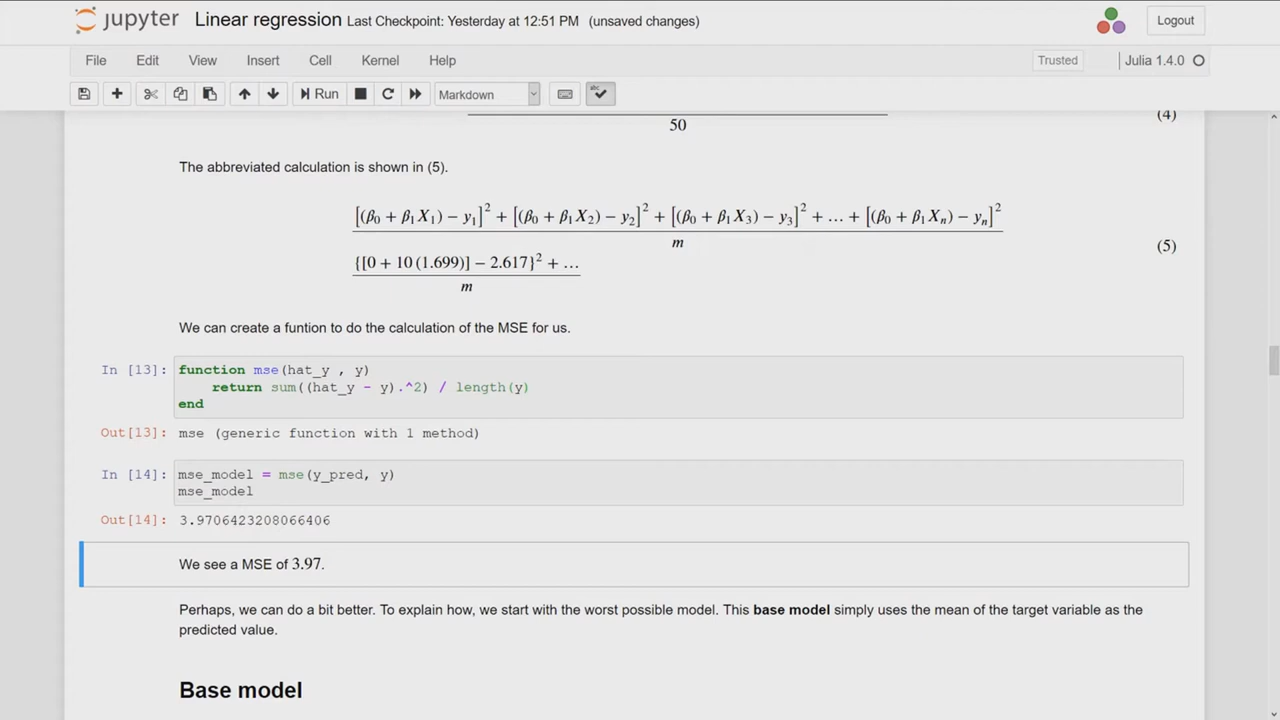 jupyter Linear regression Last Checkpoint: Yesterday at 12:51 PM (unsaved changes) Logout
File Edit View Insert Cell Kernel Help Trusted Julia 1.4.0
Run Markdown
50 (4)
The abbreviated calculation is shown in (5).
[(β₀ + β₁X₁) − y₁]² + [(β₀ + β₁X₂) − y₂]² + [(β₀ + β₁X₃) − y₃]² + … + [(β₀ + β₁Xₙ) − yₙ]²
m
(5)
{[0 + 10 (1.699)] − 2.617}² + …
m
We can create a funtion to do the calculation of the MSE for us.
In [13]: function mse(hat_y , y)
return sum((hat_y - y).^2) / length(y)
end
Out[13]: mse (generic function with 1 method)
In [14]: mse_model = mse(y_pred, y)
mse_model
Out[14]: 3.9706423208066406
We see a MSE of 3.97.
Perhaps, we can do a bit better. To explain how, we start with the worst possible model. This base model simply uses the mean of the target variable as the
predicted value.
Base model